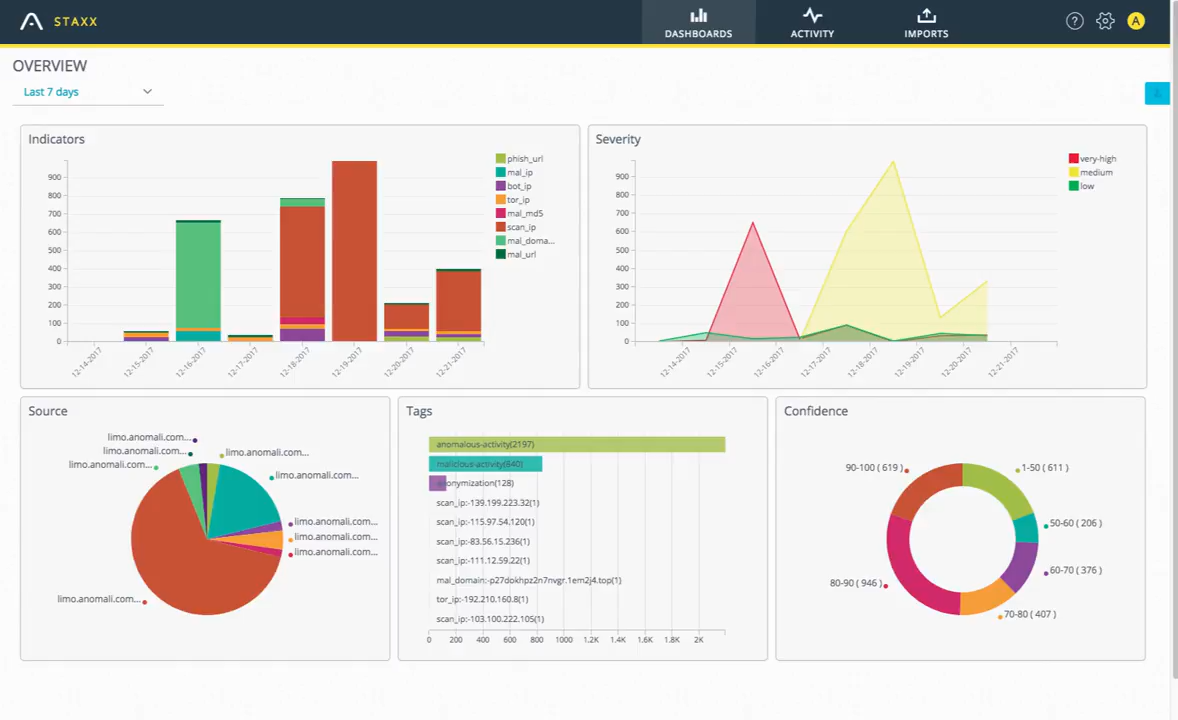 STAXX
DASHBOARDS
ACTIVITY
IMPORTS
?
A
OVERVIEW
Last 7 days
Indicators
900
800
700
600
500
400
300
200
100
0
12-14-2017
12-15-2017
12-16-2017
12-17-2017
12-18-2017
12-19-2017
12-20-2017
12-21-2017
phish_url
mal_ip
bot_ip
tor_ip
mal_md5
scan_ip
mal_doma...
mal_url
Severity
900
800
700
600
500
400
300
200
100
0
12-14-2017
12-15-2017
12-16-2017
12-17-2017
12-18-2017
12-19-2017
12-20-2017
12-21-2017
very-high
medium
low
Source
limo.anomali.com...
limo.anomali.com...
limo.anomali.com...
limo.anomali.com...
limo.anomali.com...
limo.anomali.com...
limo.anomali.com...
limo.anomali.com...
limo.anomali.com...
Tags
anomalous-activity(2197)
malicious-activity(840)
anonymization(128)
scan_ip:-139.199.223.32(1)
scan_ip:-115.97.54.120(1)
scan_ip:-83.56.15.236(1)
scan_ip:-111.12.59.22(1)
mal_domain:-p27dokhpz2n7nvgr.1em2j4.top(1)
tor_ip:-192.210.160.8(1)
scan_ip:-103.100.222.105(1)
0 200 400 600 800 1000 1.2K 1.4K 1.6K 1.8K 2K
Confidence
90-100 ( 619 )
1-50 ( 611 )
50-60 ( 206 )
60-70 ( 376 )
80-90 ( 946 )
70-80 ( 407 )